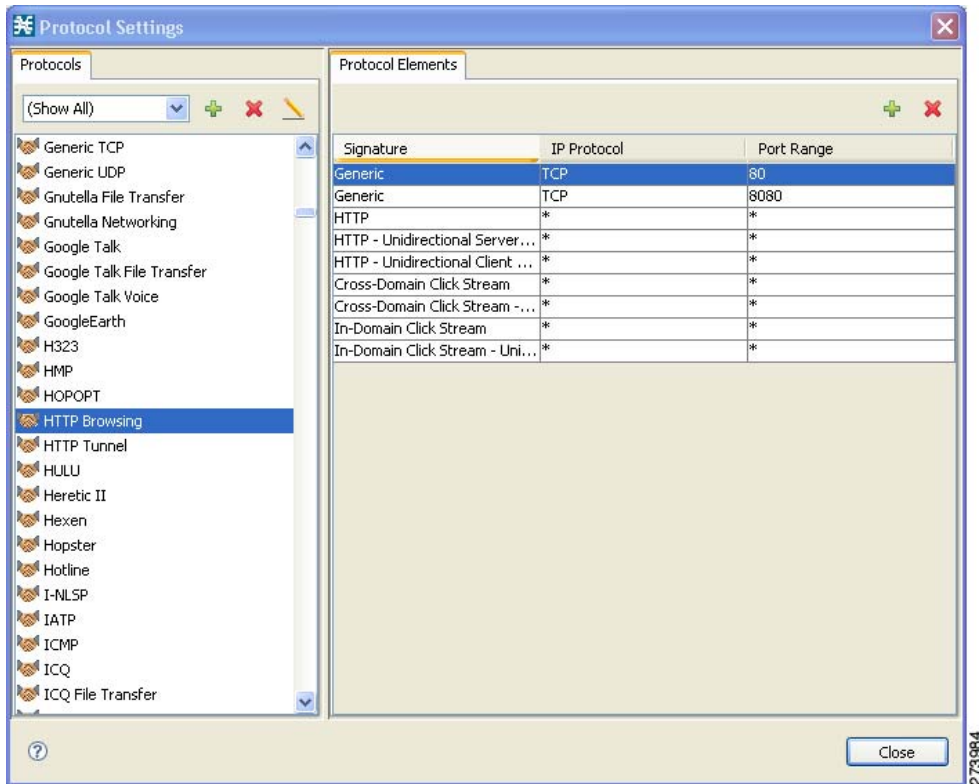 Protocol Settings
Protocols
(Show All)
Generic TCP
Generic UDP
Gnutella File Transfer
Gnutella Networking
Google Talk
Google Talk File Transfer
Google Talk Voice
GoogleEarth
H323
HMP
HOPOPT
HTTP Browsing
HTTP Tunnel
HULU
Heretic II
Hexen
Hopster
Hotline
I-NLSP
IATP
ICMP
ICQ
ICQ File Transfer
Protocol Elements
Signature IP Protocol Port Range
Generic TCP 80
Generic TCP 8080
HTTP * *
HTTP - Unidirectional Server... * *
HTTP - Unidirectional Client ... * *
Cross-Domain Click Stream * *
Cross-Domain Click Stream -... * *
In-Domain Click Stream * *
In-Domain Click Stream - Uni... * *
?
Close
273984